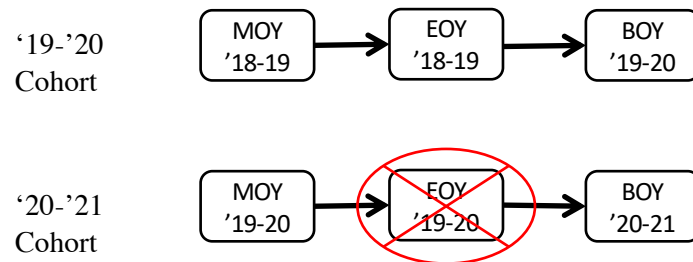 ‘19-’20
Cohort
MOY
’18-19
EOY
’18-19
BOY
’19-20
‘20-’21
Cohort
MOY
’19-20
EOY
’19-20
BOY
’20-21